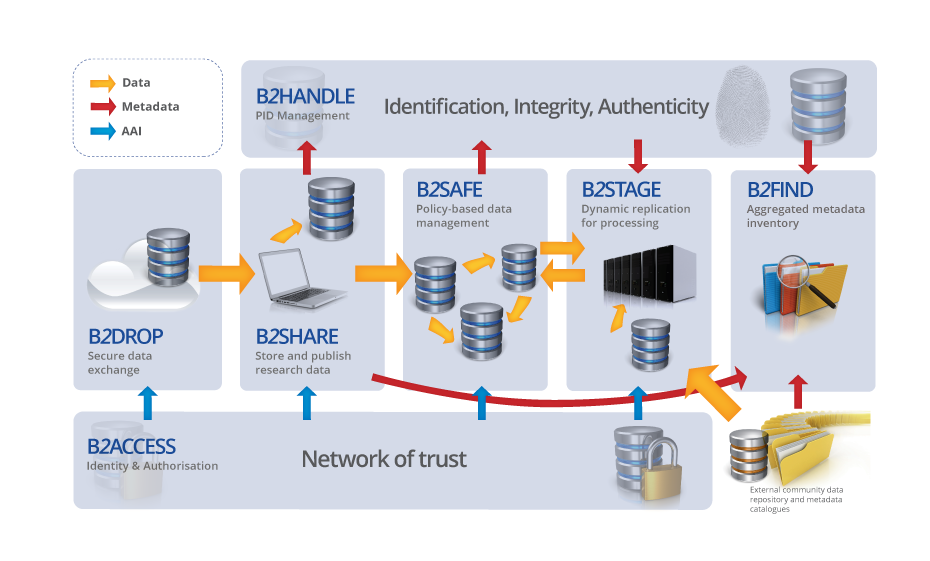 Data
Metadata
AAI
B2HANDLE
PID Management
Identification, Integrity, Authenticity
B2DROP
Secure data
exchange
B2SHARE
Store and publish
research data
B2SAFE
Policy-based data
management
B2STAGE
Dynamic replication
for processing
B2FIND
Aggregated metadata
inventory
B2ACCESS
Identity & Authorisation
Network of trust
External community data
repository and metadata
catalogues